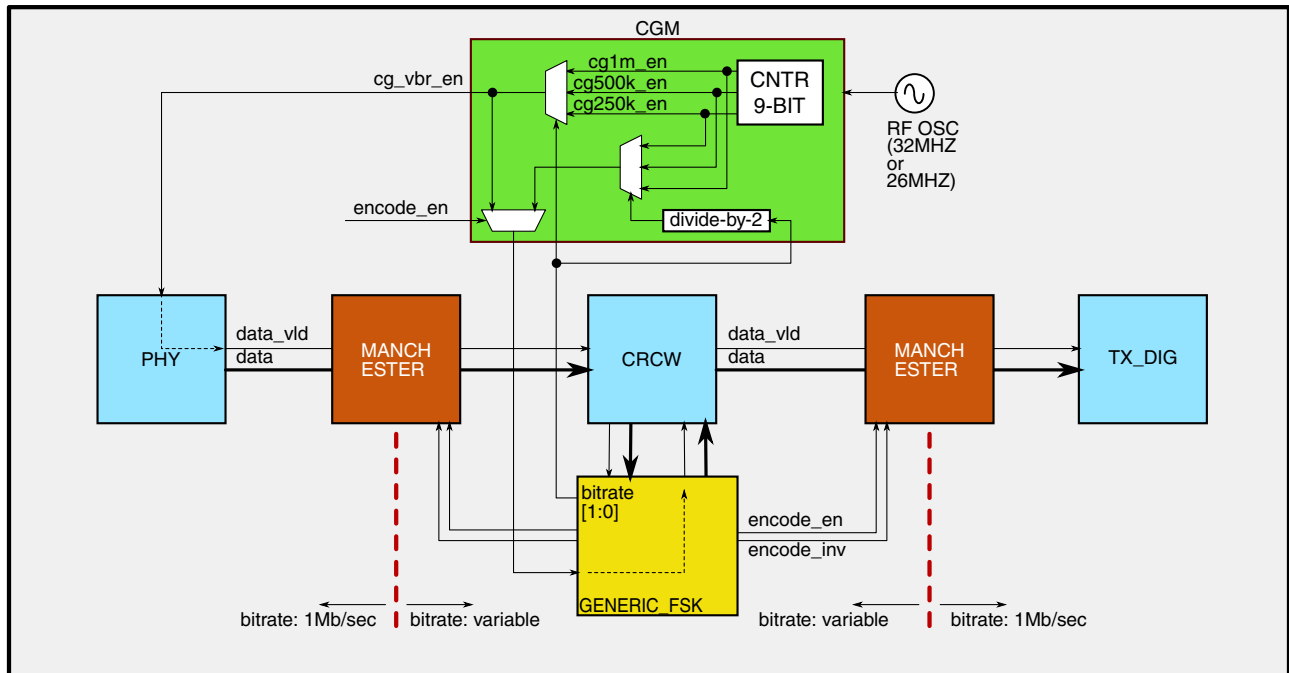 CGM
cg_vbr_en
cg1m_en
cg500k_en
cg250k_en
CNTR
9-BIT
RF OSC
(32MHZ
or
26MHZ)
encode_en
divide-by-2
PHY
data_vld
data
MANCH
ESTER
CRCW
data_vld
data
MANCH
ESTER
TX_DIG
bitrate
[1:0]
encode_en
encode_inv
GENERIC_FSK
bitrate: 1Mb/sec
bitrate: variable
bitrate: variable
bitrate: 1Mb/sec